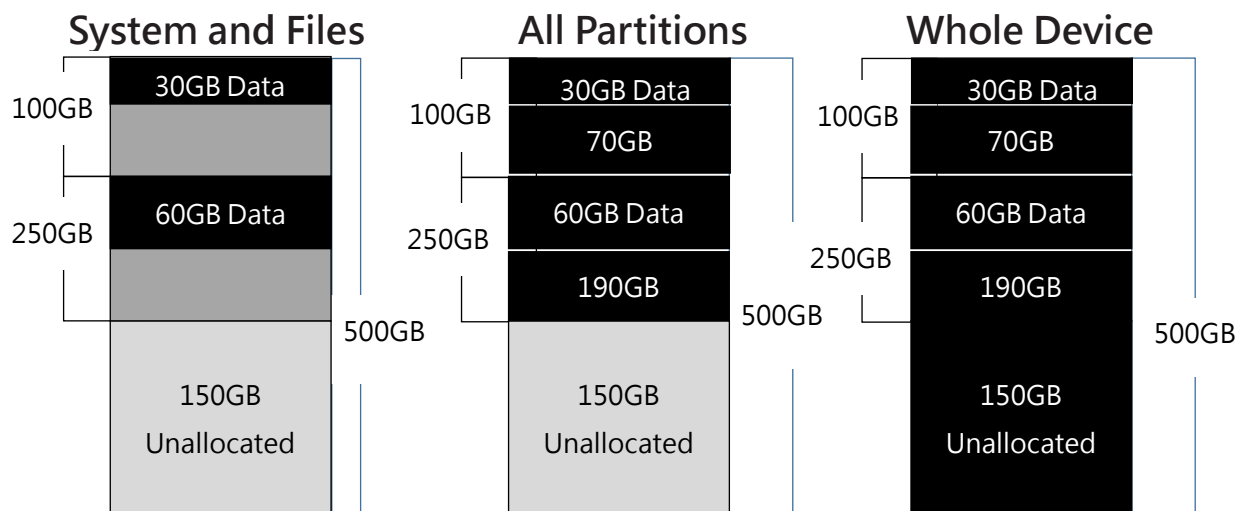 System and Files
30GB Data
100GB
60GB Data
250GB
500GB
150GB
Unallocated
All Partitions
30GB Data
100GB
70GB
60GB Data
250GB
190GB
500GB
150GB
Unallocated
Whole Device
30GB Data
100GB
70GB
60GB Data
250GB
190GB
500GB
150GB
Unallocated